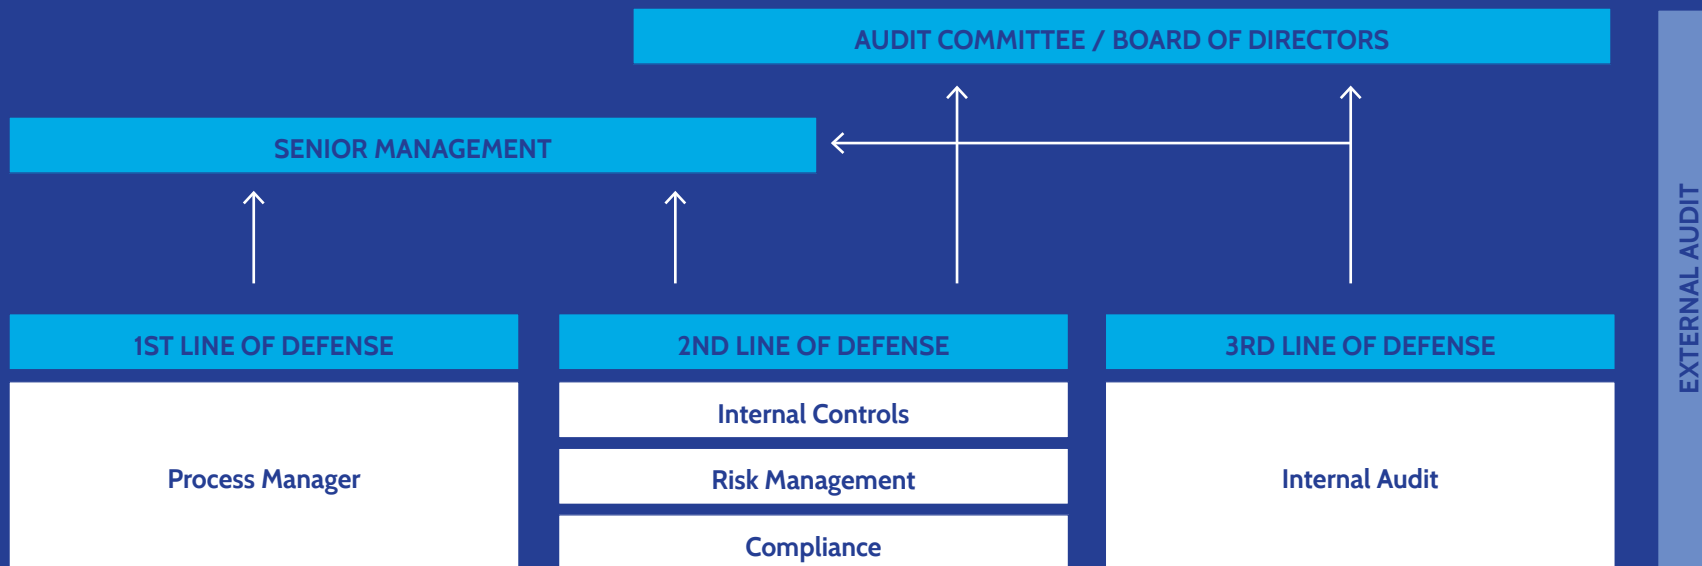 AUDIT COMMITTEE / BOARD OF DIRECTORS
SENIOR MANAGEMENT
1ST LINE OF DEFENSE
2ND LINE OF DEFENSE
3RD LINE OF DEFENSE
Process Manager
Internal Controls
Risk Management
Compliance
Internal Audit
EXTERNAL AUDIT